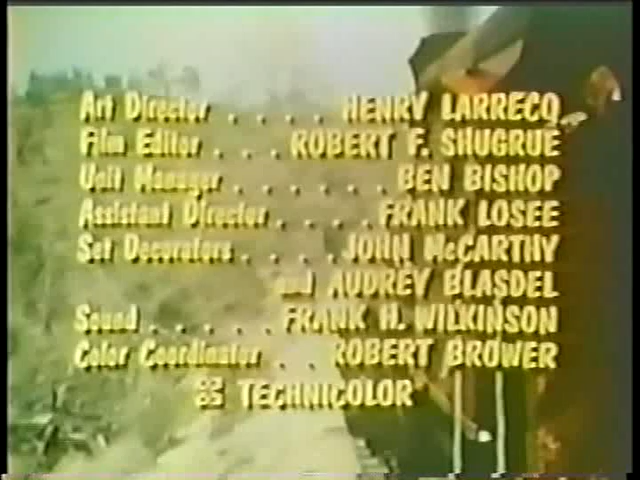 Art Director . . . . HENRY LARRECQ
Film Editor . . . ROBERT F. SHUGRUE
Unit Manager . . . . . . BEN BISHOP
Assistant Director . . . . FRANK LOSEE
Set Decorators . . . . JOHN McCARTHY
and AUDREY BLASDEL
Sound . . . . . FRANK H. WILKINSON
Color Coordinator . . ROBERT BROWER
TECHNICOLOR